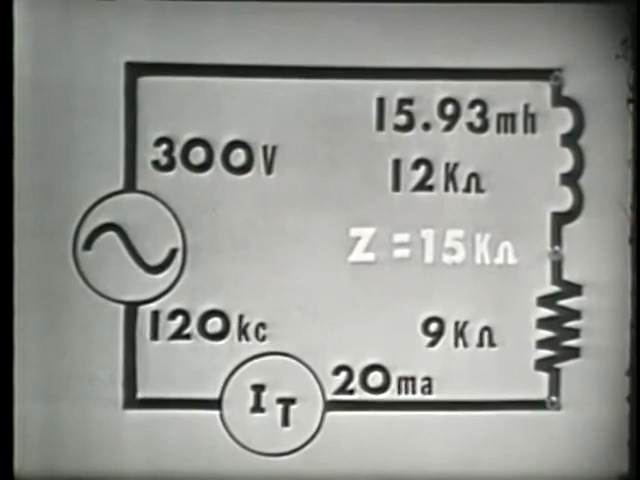 15.93mh
300V
12KΩ
Z = 15KΩ
120kc
9KΩ
20ma
IT